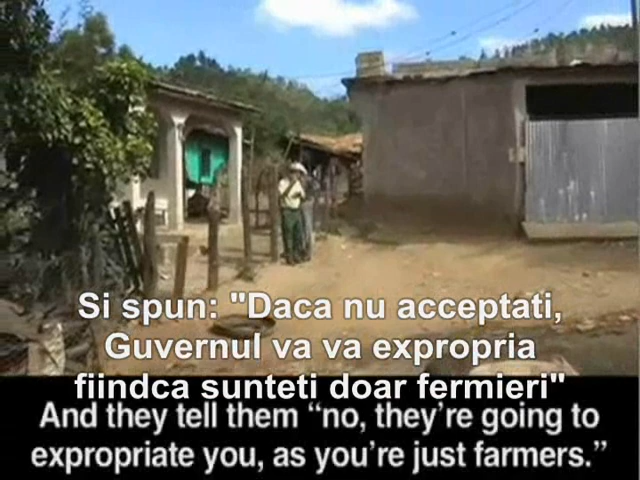 Si spun: "Daca nu acceptati,
Guvernul va va expropria
fiindca sunteti doar fermieri"
And they tell them “no, they’re going to
expropriate you, as you’re just farmers.”